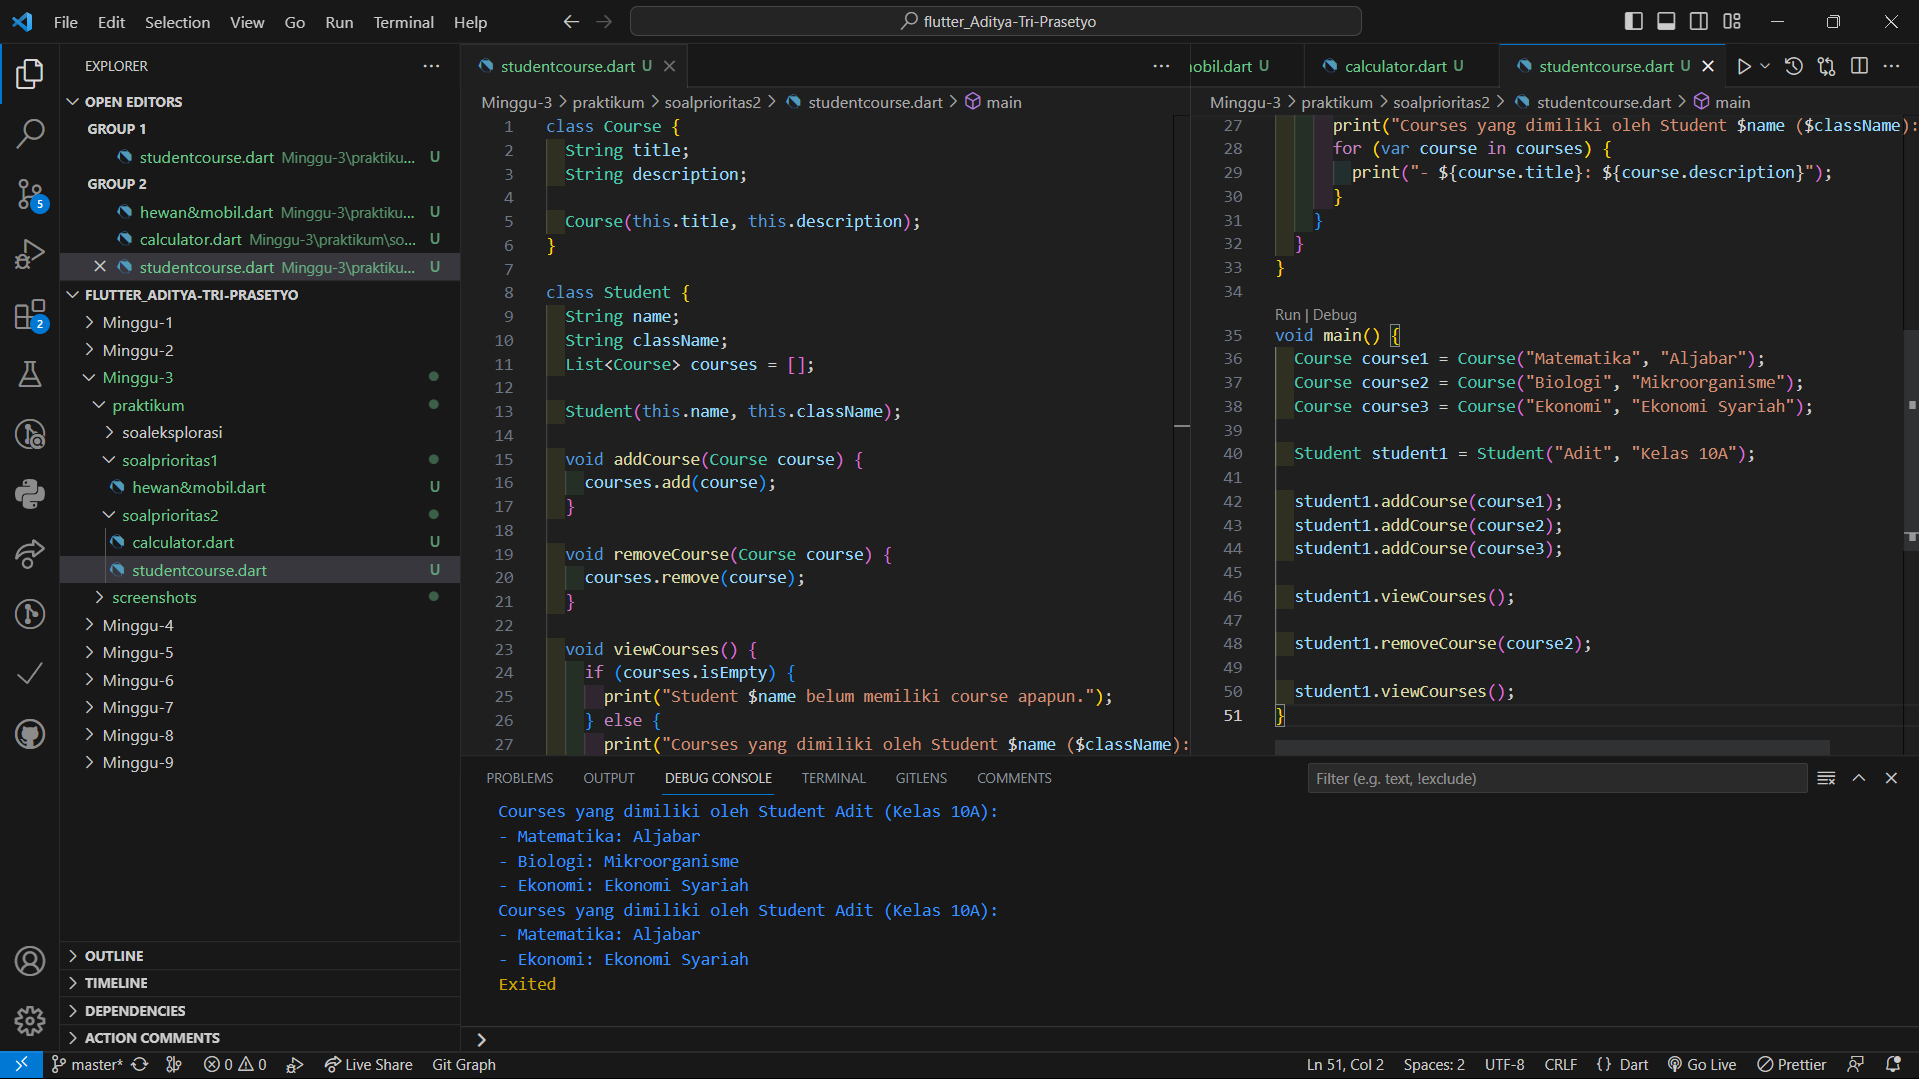 File Edit Selection View Go Run Terminal Help
flutter_Aditya-Tri-Prasetyo
EXPLORER
OPEN EDITORS
GROUP 1
studentcourse.dart Minggu-3\praktiku... U
GROUP 2
hewan&mobil.dart Minggu-3\praktiku... U
calculator.dart Minggu-3\praktikum\so... U
studentcourse.dart Minggu-3\praktiku... U
FLUTTER_ADITYA-TRI-PRASETYO
Minggu-1
Minggu-2
Minggu-3
praktikum
soaleksplorasi
soalprioritas1
hewan&mobil.dart U
soalprioritas2
calculator.dart U
studentcourse.dart U
screenshots
Minggu-4
Minggu-5
Minggu-6
Minggu-7
Minggu-8
Minggu-9
OUTLINE
TIMELINE
DEPENDENCIES
ACTION COMMENTS
5
2
studentcourse.dart U
Minggu-3 > praktikum > soalprioritas2 > studentcourse.dart > main
1 class Course {
2 String title;
3 String description;
4
5 Course(this.title, this.description);
6 }
7
8 class Student {
9 String name;
10 String className;
11 List<Course> courses = [];
12
13 Student(this.name, this.className);
14
15 void addCourse(Course course) {
16 courses.add(course);
17 }
18
19 void removeCourse(Course course) {
20 courses.remove(course);
21 }
22
23 void viewCourses() {
24 if (courses.isEmpty) {
25 print("Student $name belum memiliki course apapun.");
26 } else {
27 print("Courses yang dimiliki oleh Student $name ($className):
obil.dart U calculator.dart U studentcourse.dart U
Minggu-3 > praktikum > soalprioritas2 > studentcourse.dart > main
27 print("Courses yang dimiliki oleh Student $name ($className):
28 for (var course in courses) {
29 print("- ${course.title}: ${course.description}");
30 }
31 }
32 }
33 }
34
Run | Debug
35 void main() {
36 Course course1 = Course("Matematika", "Aljabar");
37 Course course2 = Course("Biologi", "Mikroorganisme");
38 Course course3 = Course("Ekonomi", "Ekonomi Syariah");
39
40 Student student1 = Student("Adit", "Kelas 10A");
41
42 student1.addCourse(course1);
43 student1.addCourse(course2);
44 student1.addCourse(course3);
45
46 student1.viewCourses();
47
48 student1.removeCourse(course2);
49
50 student1.viewCourses();
51 }
PROBLEMS OUTPUT DEBUG CONSOLE TERMINAL GITLENS COMMENTS
Filter (e.g. text, !exclude)
Courses yang dimiliki oleh Student Adit (Kelas 10A):
- Matematika: Aljabar
- Biologi: Mikroorganisme
- Ekonomi: Ekonomi Syariah
Courses yang dimiliki oleh Student Adit (Kelas 10A):
- Matematika: Aljabar
- Ekonomi: Ekonomi Syariah
Exited
master* 0 0 Live Share Git Graph
Ln 51, Col 2 Spaces: 2 UTF-8 CRLF {} Dart Go Live Prettier